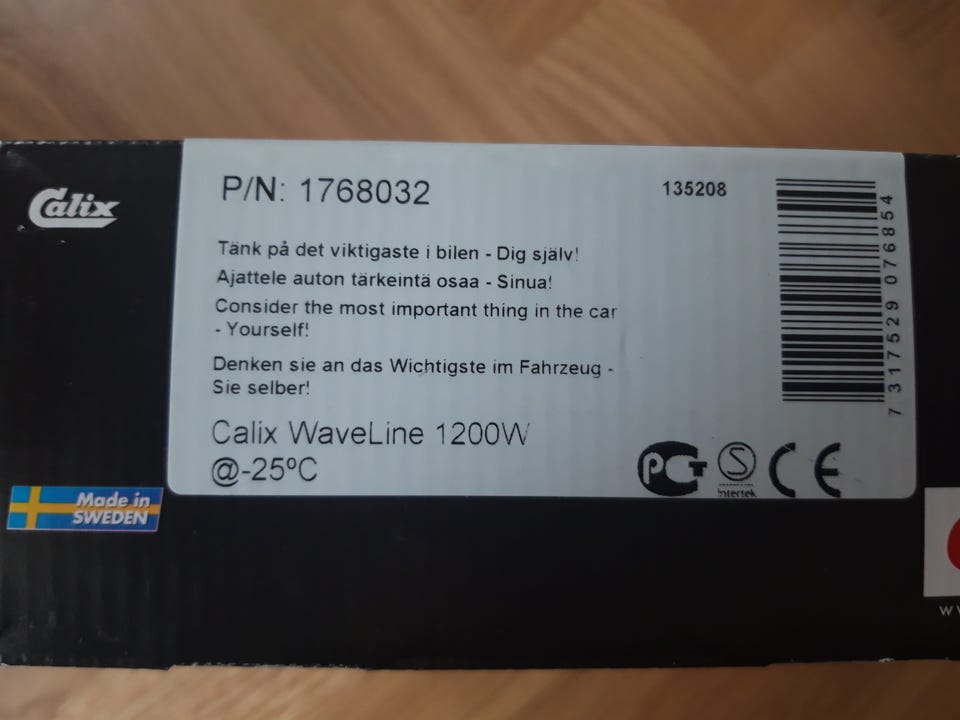 Calix
P/N: 1768032
135208
Tänk på det viktigaste i bilen - Dig själv!
Ajattele auton tärkeintä osaa - Sinua!
Consider the most important thing in the car
- Yourself!
Denken sie an das Wichtigste im Fahrzeug -
Sie selber!
Calix WaveLine 1200W
@-25ºC
7 317529 076854
PCT
S
Intertek
CE
Made in
SWEDEN